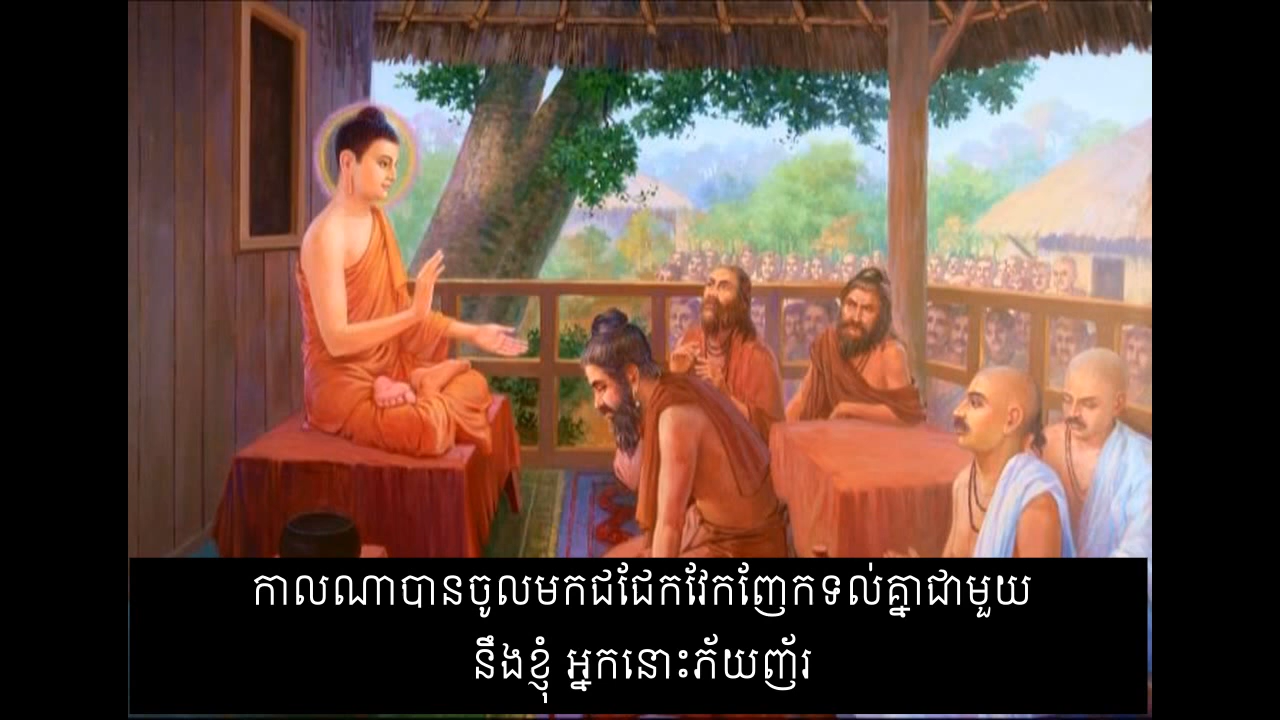 កាលណាបានចូលមកជជែកវែកញែកទល់គ្នាជាមួយ
នឹងខ្ញុំ អ្នកនោះភ័យញ័រ